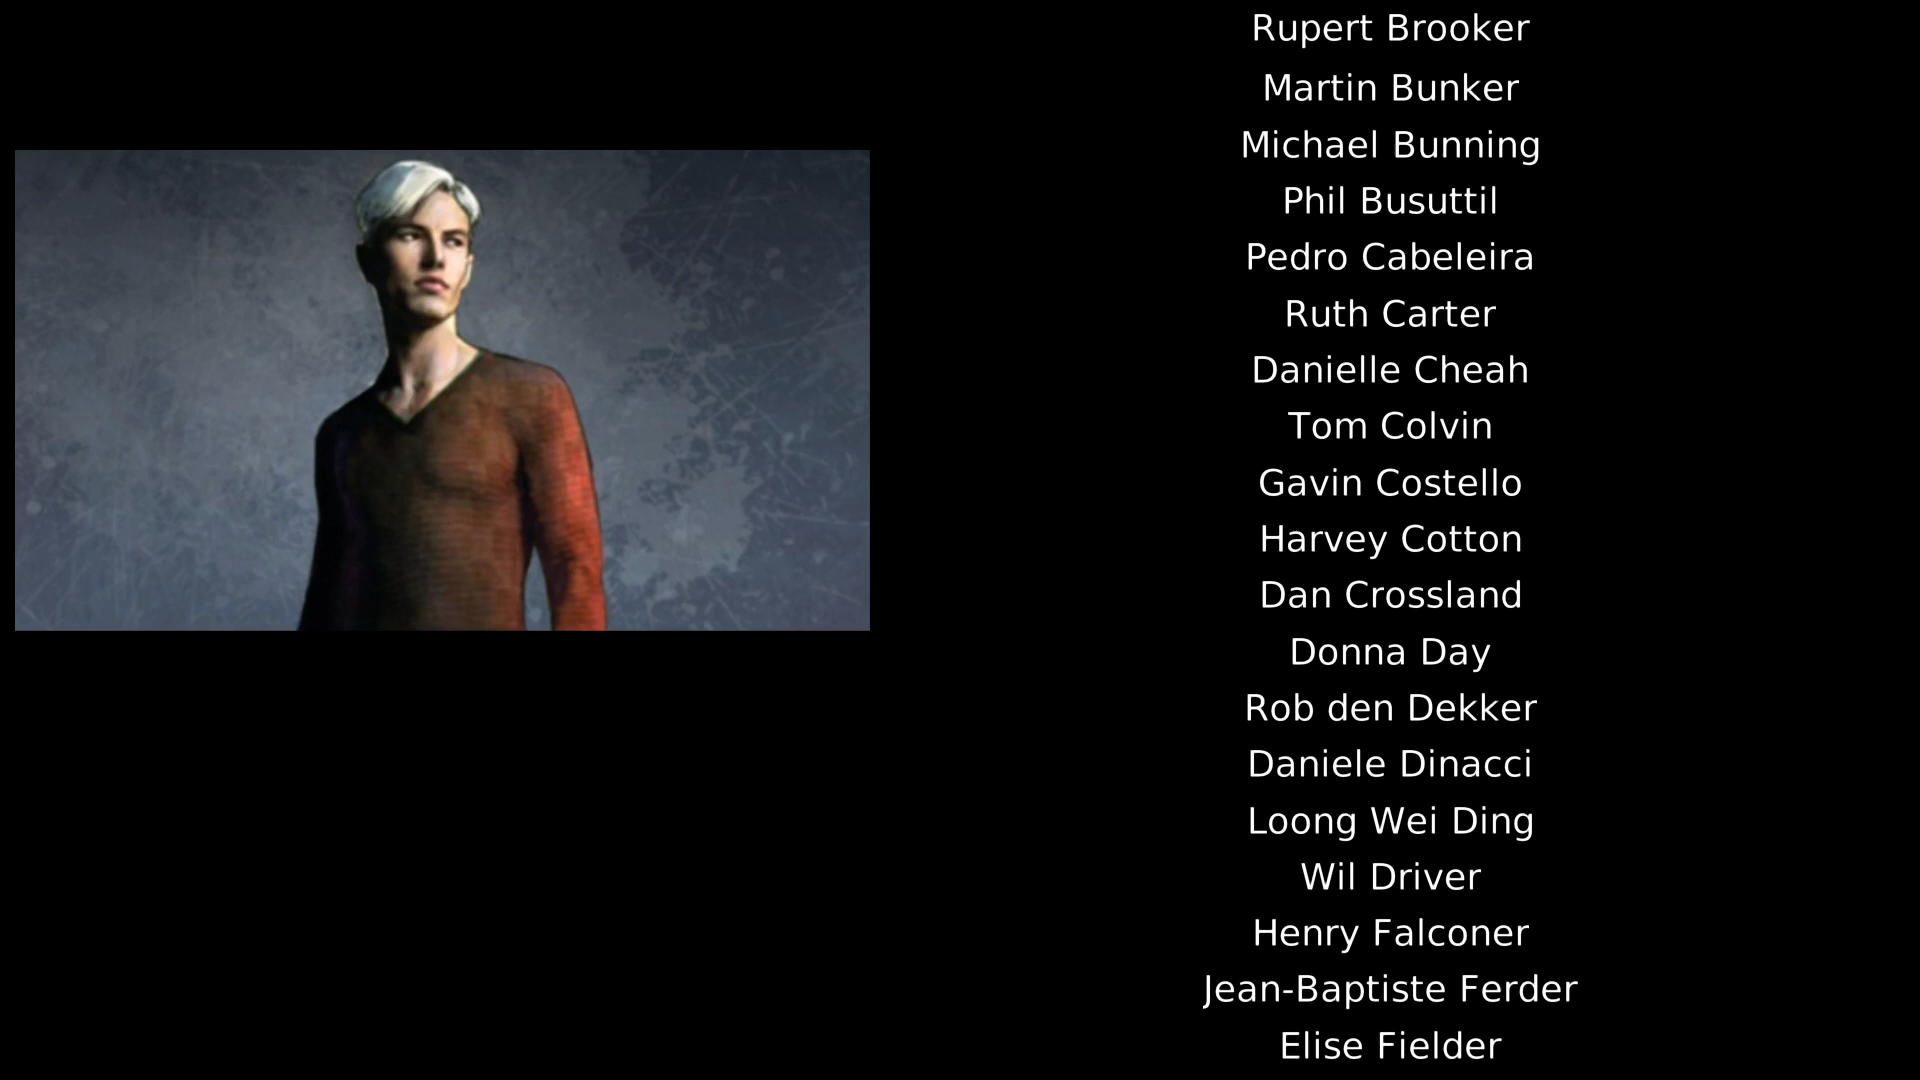 Rupert Brooker
Martin Bunker
Michael Bunning
Phil Busuttil
Pedro Cabeleira
Ruth Carter
Danielle Cheah
Tom Colvin
Gavin Costello
Harvey Cotton
Dan Crossland
Donna Day
Rob den Dekker
Daniele Dinacci
Loong Wei Ding
Wil Driver
Henry Falconer
Jean-Baptiste Ferder
Elise Fielder